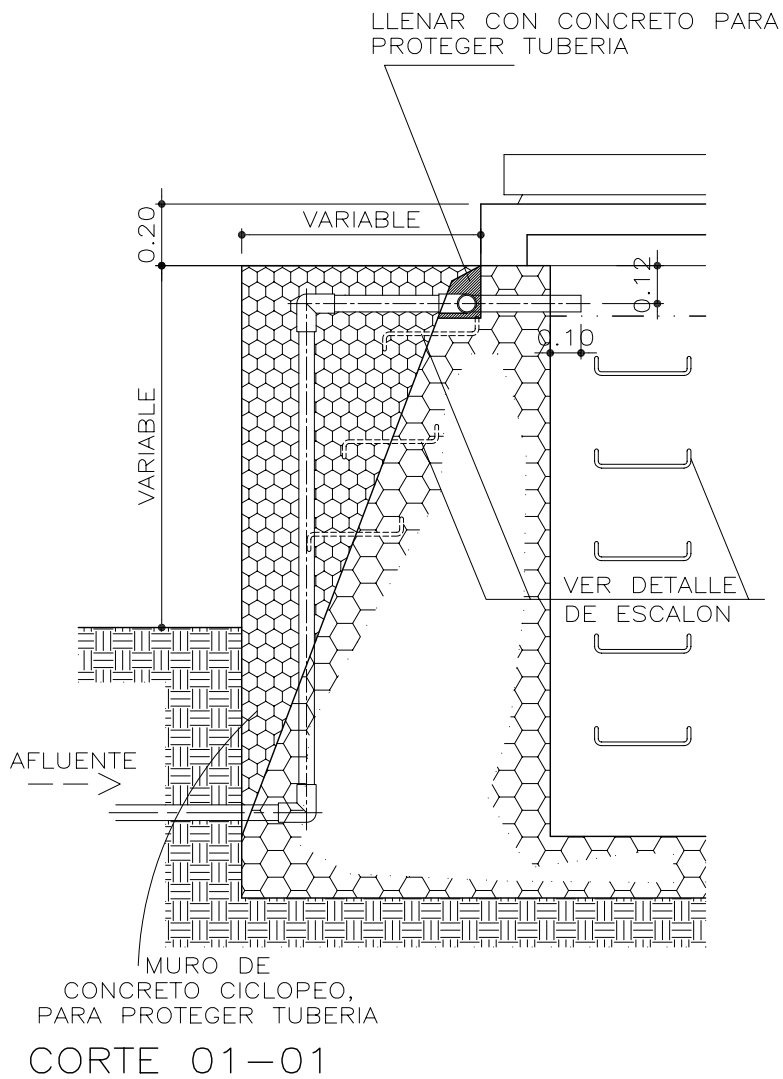 LLENAR CON CONCRETO PARA
PROTEGER TUBERIA
0.20
VARIABLE
0.12
0.10
VARIABLE
VER DETALLE
DE ESCALON
AFLUENTE
MURO DE
CONCRETO CICLOPEO,
PARA PROTEGER TUBERIA
CORTE 01-01